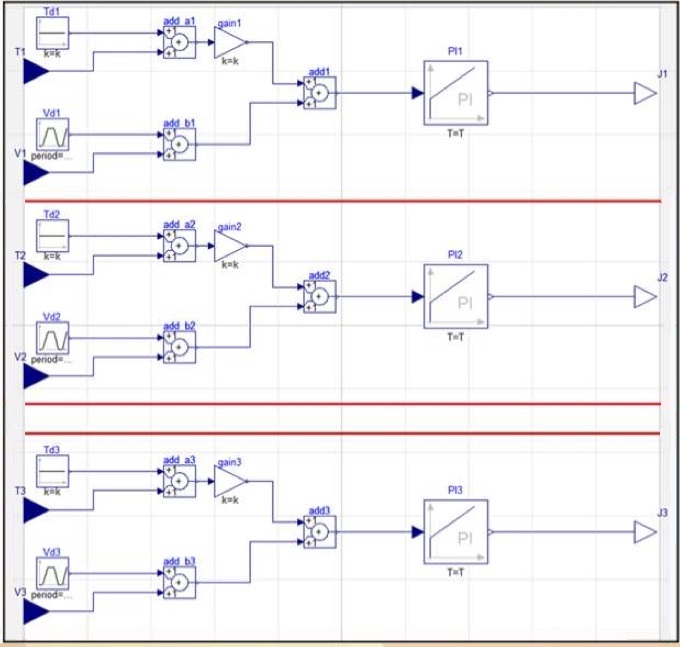 Td1
add_a1
gain1
T1
k=k
k=k
add1
PI1
PI
T=T
J1
Vd1
add_b1
V1
period=...
Td2
add_a2
gain2
T2
k=k
k=k
add2
PI2
PI
T=T
J2
Vd2
add_b2
V2
period=...
Td3
add_a3
gain3
T3
k=k
k=k
add3
PI3
PI
T=T
J3
Vd3
add_b3
V3
period=...